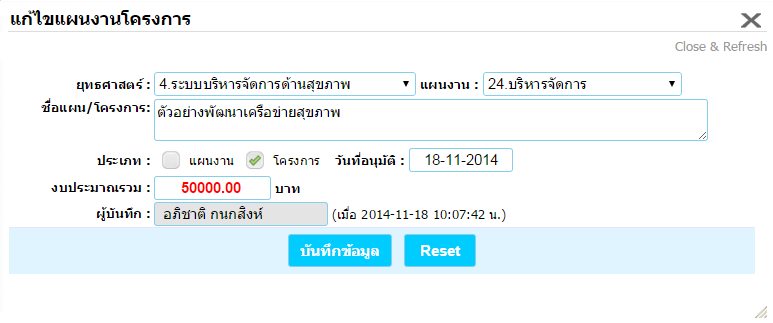 แก้ไขแผนงานโครงการ
Close & Refresh
ยุทธศาสตร์ : 4.ระบบบริหารจัดการด้านสุขภาพ แผนงาน : 24.บริหารจัดการ
ชื่อแผน/โครงการ: ตัวอย่างพัฒนาเครือข่ายสุขภาพ
ประเภท : แผนงาน โครงการ วันที่อนุมัติ : 18-11-2014
งบประมาณรวม : 50000.00 บาท
ผู้บันทึก : อภิชาติ กนกสิงห์ (เมื่อ 2014-11-18 10:07:42 น.)
บันทึกข้อมูล Reset